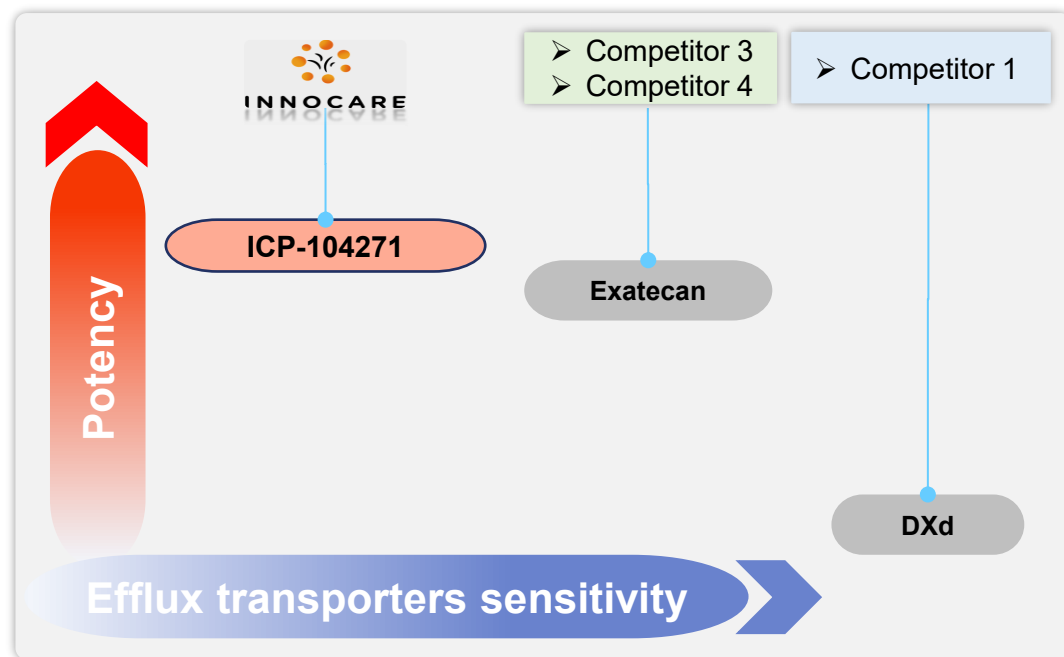 INNOCARE
➢ Competitor 3
➢ Competitor 4
➢ Competitor 1
ICP-104271
Exatecan
DXd
Potency
Efflux transporters sensitivity